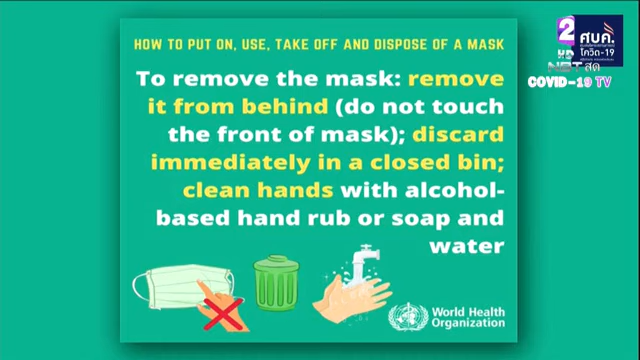 HOW TO PUT ON, USE, TAKE OFF AND DISPOSE OF A MASK
To remove the mask: remove
it from behind (do not touch
the front of mask); discard
immediately in a closed bin;
clean hands with alcohol-
based hand rub or soap and
water
World Health
Organization
2
ศบค.
โควิด-19
NBT สด
COVID-19 TV